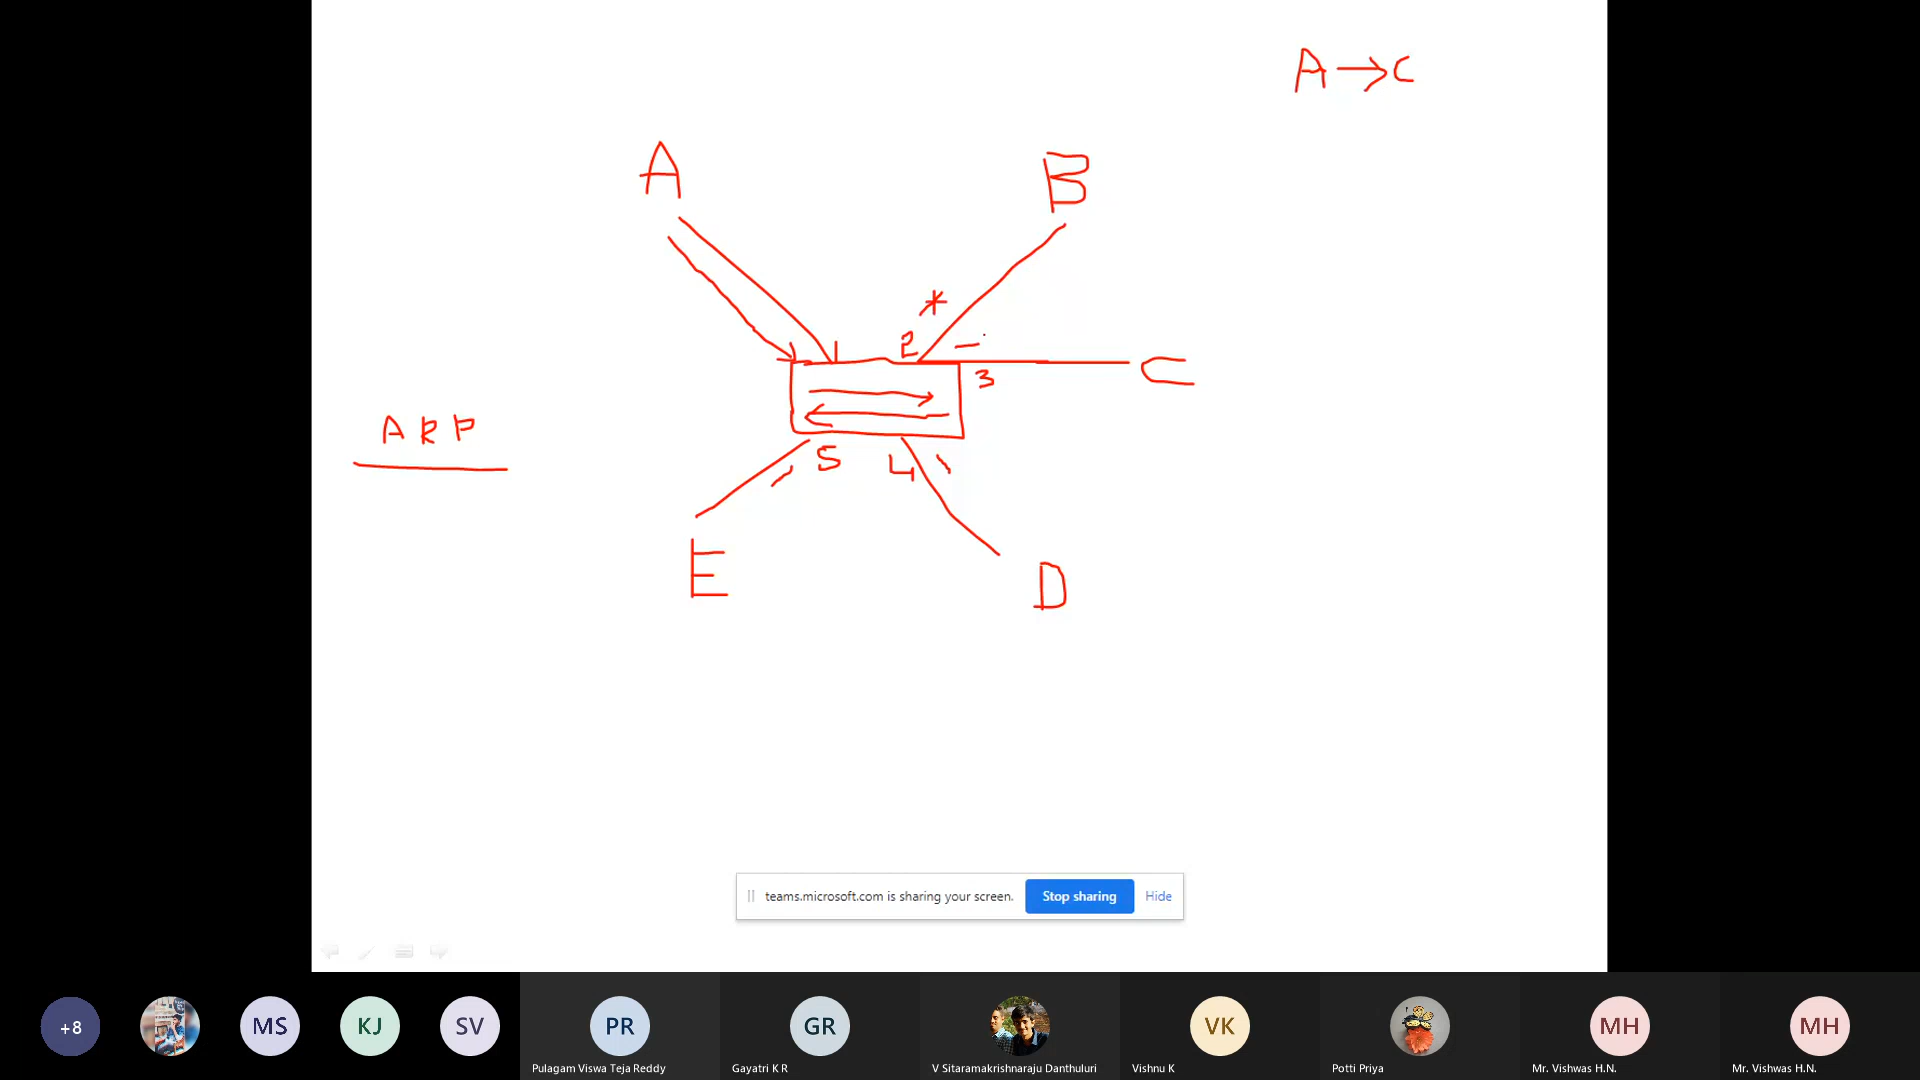 A → C
A
B
*
1
2
3
C
ARP
5
4
E
D
teams.microsoft.com is sharing your screen.
Stop sharing
Hide
+8
MS
KJ
SV
PR
GR
VK
MH
MH
Pulagam Viswa Teja Reddy
Gayatri K R
V Sitaramakrishnaraju Danthuluri
Vishnu K
Potti Priya
Mr. Vishwas H.N.
Mr. Vishwas H.N.